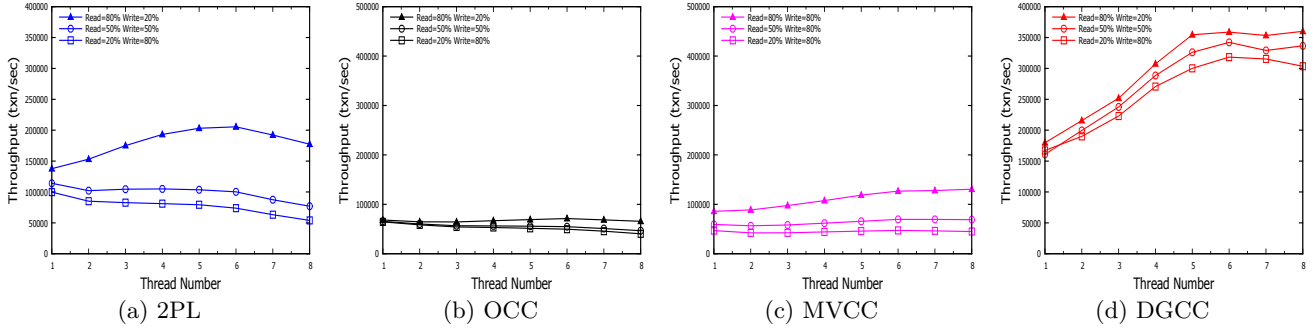 400000
350000
300000
250000
200000
150000
100000
50000
0
Throughput (txn/sec)
Read=80% Write=20%
Read=50% Write=50%
Read=20% Write=80%
1 2 3 4 5 6 7 8
Thread Number
(a) 2PL
500000
400000
300000
200000
100000
0
Throughput (txn/sec)
Read=80% Write=20%
Read=50% Write=50%
Read=20% Write=80%
1 2 3 4 5 6 7 8
Thread Number
(b) OCC
500000
400000
300000
200000
100000
0
Throughput (txn/sec)
Read=80% Write=80%
Read=50% Write=80%
Read=20% Write=80%
1 2 3 4 5 6 7 8
Thread Number
(c) MVCC
400000
350000
300000
250000
200000
150000
100000
50000
0
Throughput (txn/sec)
Read=80% Write=20%
Read=50% Write=50%
Read=20% Write=80%
1 2 3 4 5 6 7 8
Thread Number
(d) DGCC